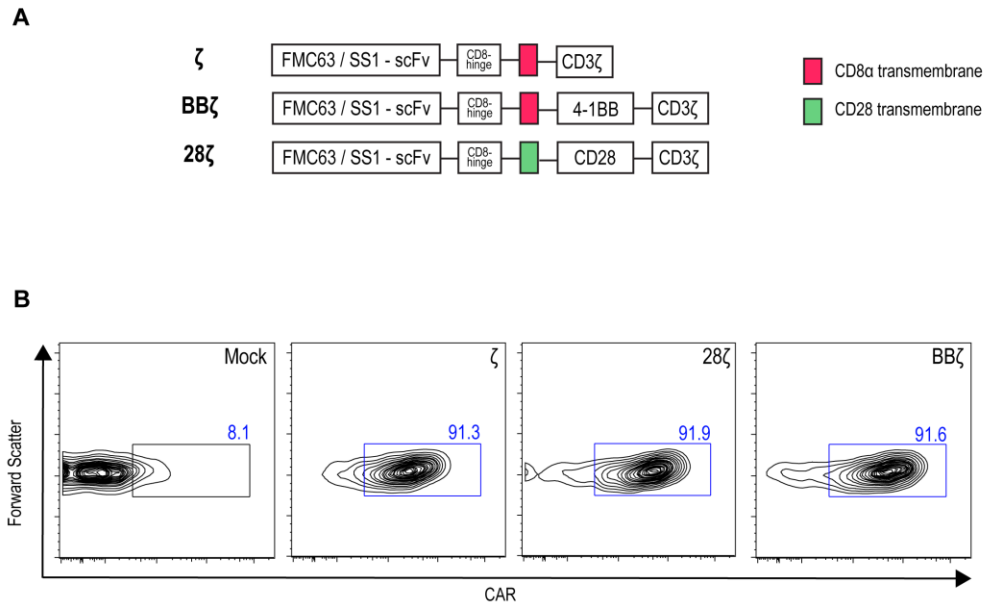 A
ζ
FMC63 / SS1 - scFv
CD8-
hinge
CD3ζ
CD8α transmembrane
BBζ
FMC63 / SS1 - scFv
CD8-
hinge
4-1BB
CD3ζ
CD28 transmembrane
28ζ
FMC63 / SS1 - scFv
CD8-
hinge
CD28
CD3ζ
B
Mock
ζ
28ζ
BBζ
8.1
91.3
91.9
91.6
Forward Scatter
CAR